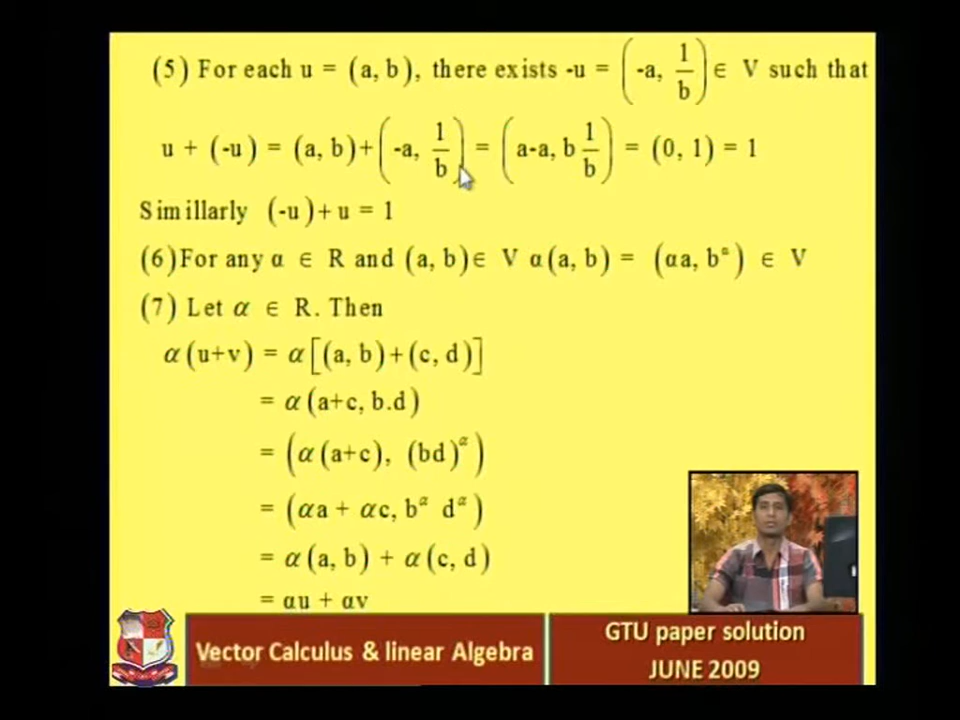 (5) For each u = (a, b), there exists -u = (-a, 1/b) ∈ V such that
u + (-u) = (a, b)+(-a, 1/b) = (a-a, b 1/b) = (0, 1) = 1
Simillarly (-u)+u = 1
(6)For any α ∈ R and (a, b)∈ V α(a, b) = (αa, b^α) ∈ V
(7) Let α ∈ R. Then
α(u+v) = α[(a, b)+(c, d)]
= α(a+c, b.d)
= (α(a+c), (bd)^α)
= (αa + αc, b^α d^α)
= α(a, b) + α(c, d)
= αu + αv
Vector Calculus & linear Algebra
GTU paper solution
JUNE 2009